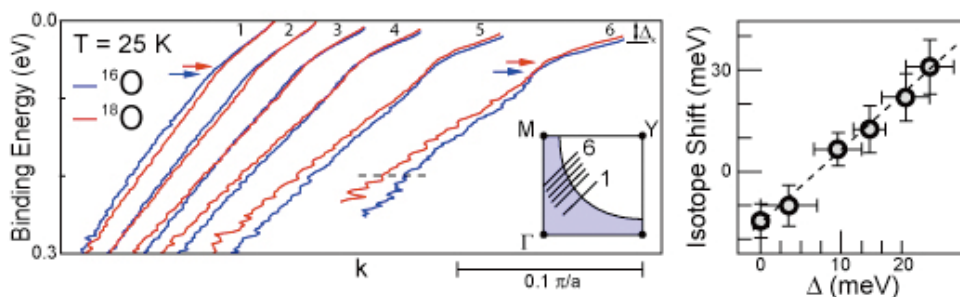 0.0
1
2
3
4
5
6
Δₖ
T = 25 K
¹⁶O
¹⁸O
Binding Energy (eV)
M
Y
6
1
Γ
0.3
k
0.1 π/a
Isotope Shift (meV)
30
0
0
10
20
Δ (meV)